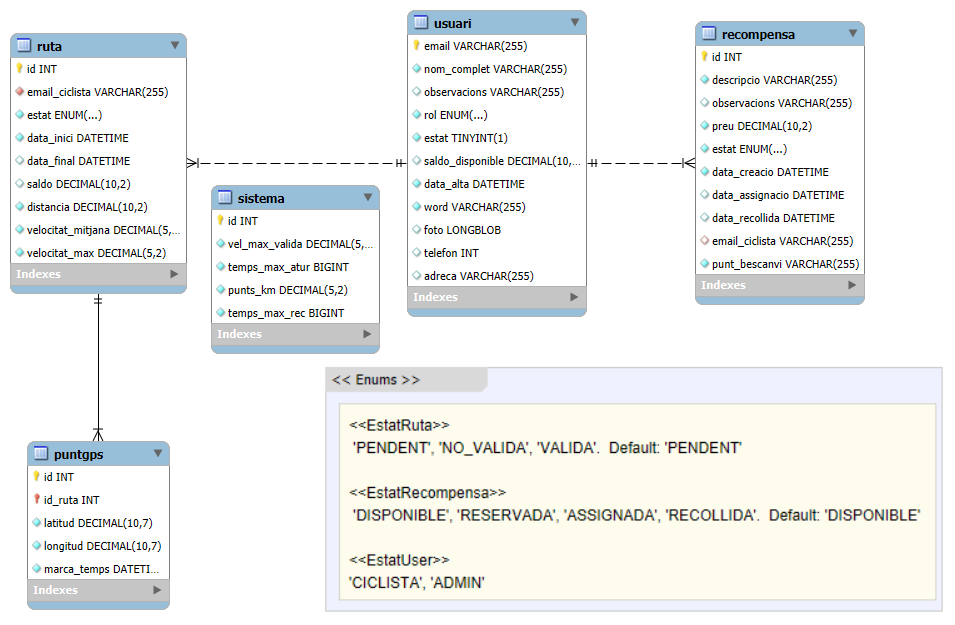 ruta
id INT
email_ciclista VARCHAR(255)
estat ENUM(...)
data_inici DATETIME
data_final DATETIME
saldo DECIMAL(10,2)
distancia DECIMAL(10,2)
velocitat_mitjana DECIMAL(5,...
velocitat_max DECIMAL(5,2)
Indexes
sistema
id INT
vel_max_valida DECIMAL(5,...
temps_max_atur BIGINT
punts_km DECIMAL(5,2)
temps_max_rec BIGINT
Indexes
usuari
email VARCHAR(255)
nom_complet VARCHAR(255)
observacions VARCHAR(255)
rol ENUM(...)
estat TINYINT(1)
saldo_disponible DECIMAL(10,...
data_alta DATETIME
word VARCHAR(255)
foto LONGBLOB
telefon INT
adreca VARCHAR(255)
Indexes
recompensa
id INT
descripcio VARCHAR(255)
observacions VARCHAR(255)
preu DECIMAL(10,2)
estat ENUM(...)
data_creacio DATETIME
data_assignacio DATETIME
data_recollida DATETIME
email_ciclista VARCHAR(255)
punt_bescanvi VARCHAR(255)
Indexes
puntgps
id INT
id_ruta INT
latitud DECIMAL(10,7)
longitud DECIMAL(10,7)
marca_temps DATETI...
Indexes
<< Enums >>
<<EstatRuta>>
'PENDENT', 'NO_VALIDA', 'VALIDA'. Default: 'PENDENT'
<<EstatRecompensa>>
'DISPONIBLE', 'RESERVADA', 'ASSIGNADA', 'RECOLLIDA'. Default: 'DISPONIBLE'
<<EstatUser>>
'CICLISTA', 'ADMIN'